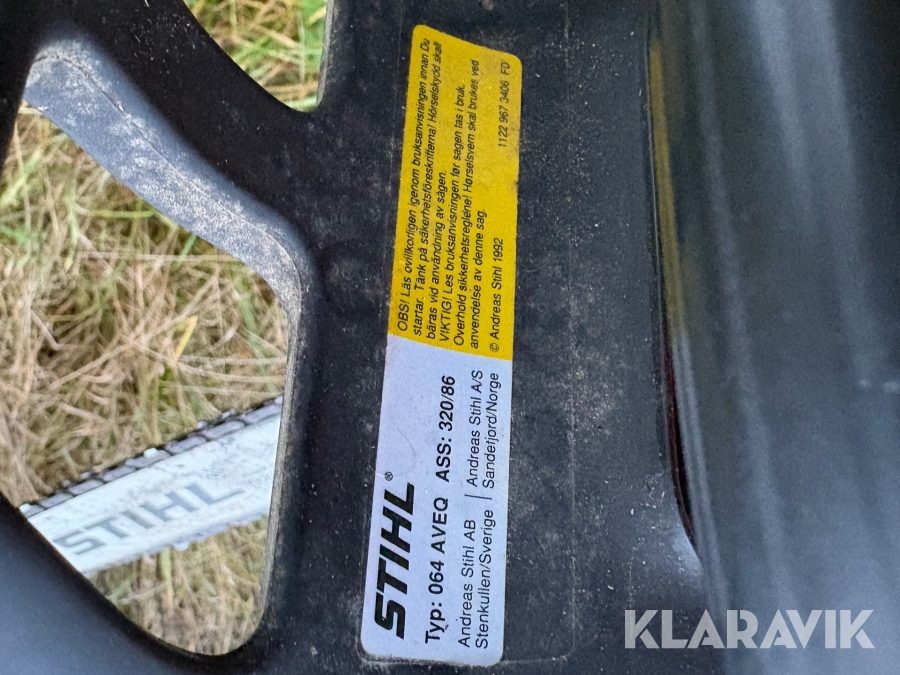 STIHL®
Typ: 064 AVEQ ASS: 320/86
Andreas Stihl AB
Stenkullen/Sverige
Andreas Stihl A/S
Sandefjord/Norge
OBS! Läs ovillkorligen igenom bruksanvisningen innan Du
startar. Tänk på säkerhetsföreskrifterna! Hörselskydd skall
bäras vid användning av sågen.
VIKTIG! Les bruksanvisningen før sagen tas i bruk.
Overhold sikkerhetsreglene! Hørselsvern skal brukes ved
anvendelse av denne sag.
© Andreas Stihl 1992
1122 967 3406 FD
STIHL
KLARAVIK